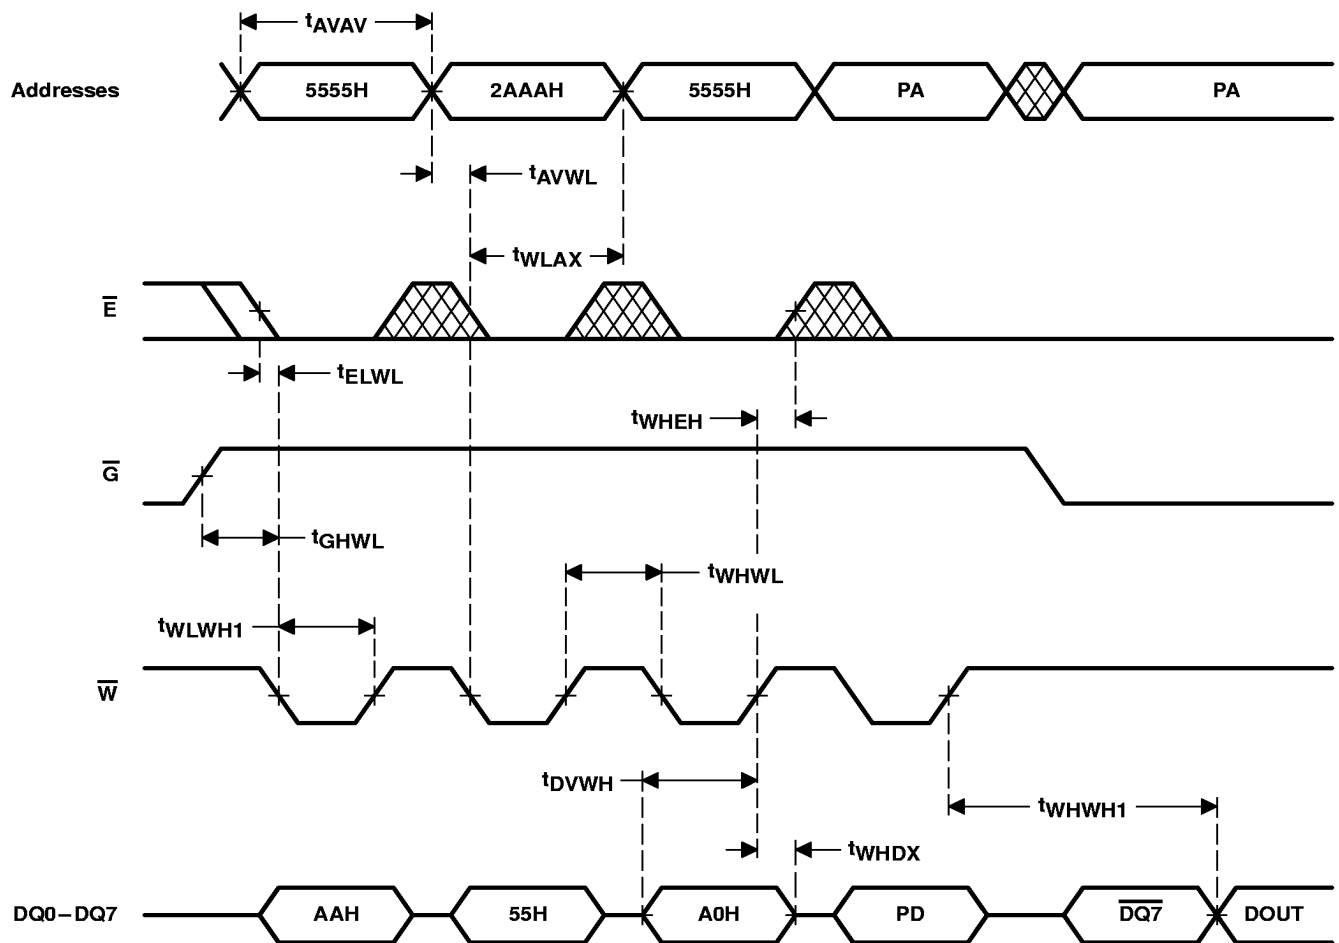 tAVAV
Addresses 5555H 2AAAH 5555H PA PA
tAVWL
tWLAX
E̅
tELWL
tWHEH
G̅
tGHWL
tWHWL
tWLWH1
W̅
tDVWH
tWHWH1
tWHDX
DQ0–DQ7 AAH 55H A0H PD D̅Q̅7̅ DOUT